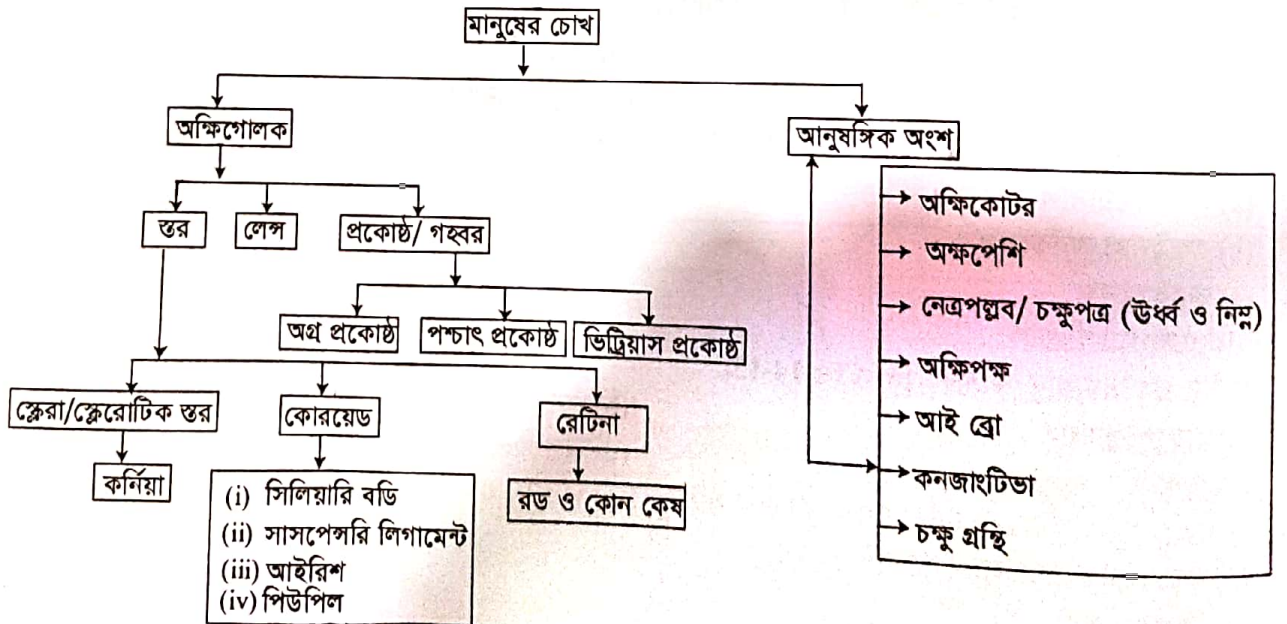 মানুষের চোখ
অক্ষিগোলক
আনুষঙ্গিক অংশ
স্তর
লেন্স
প্রকোষ্ঠ/ গহ্বর
অগ্র প্রকোষ্ঠ
পশ্চাৎ প্রকোষ্ঠ
ভিট্রিয়াস প্রকোষ্ঠ
স্ক্লেরা/স্ক্লেরোটিক স্তর
কোরয়েড
রেটিনা
কর্নিয়া
(i) সিলিয়ারি বডি
(ii) সাসপেন্সরি লিগামেন্ট
(iii) আইরিশ
(iv) পিউপিল
রড ও কোন কেষ
অক্ষিকোটর
অক্ষপেশি
নেত্রপল্লব/ চক্ষুপত্র (ঊর্ধ্ব ও নিম্ন)
অক্ষিপক্ষ
আই ব্রো
কনজাংটিভা
চক্ষু গ্রন্থি